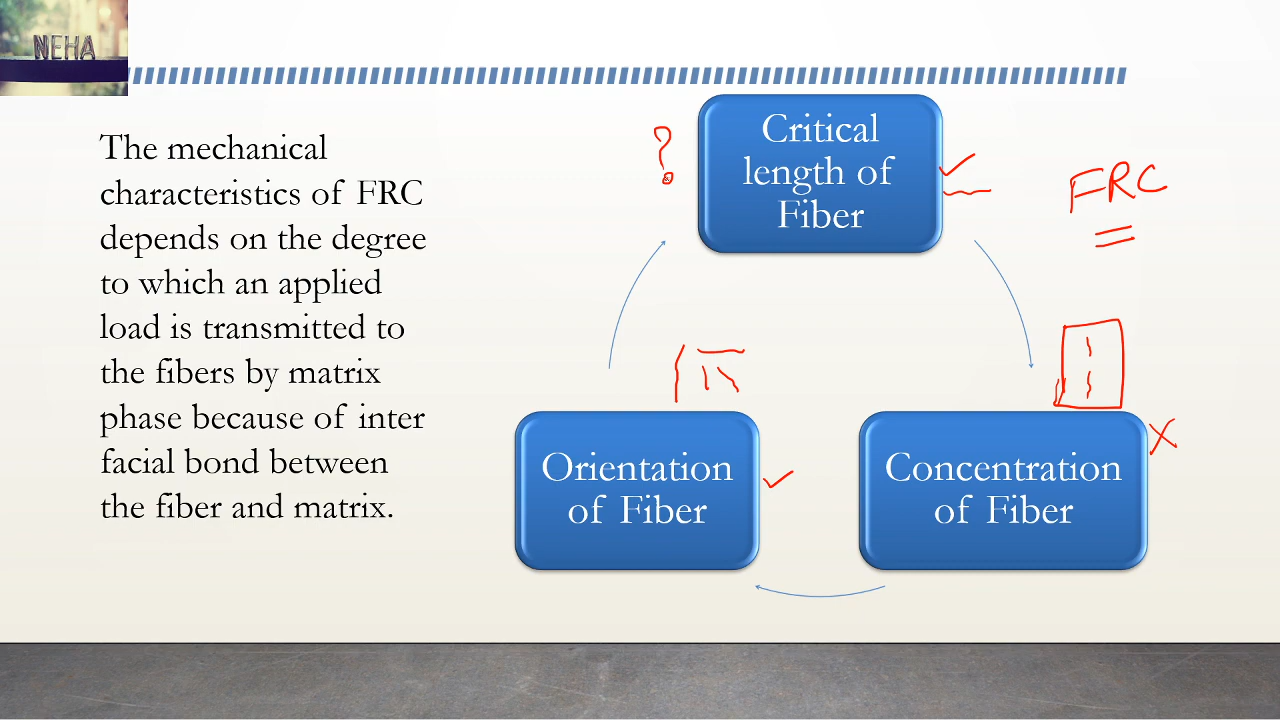 NEHA
The mechanical
characteristics of FRC
depends on the degree
to which an applied
load is transmitted to
the fibers by matrix
phase because of inter
facial bond between
the fiber and matrix.
?
Critical
length of
Fiber
FRC
Orientation
of Fiber
Concentration
of Fiber
X